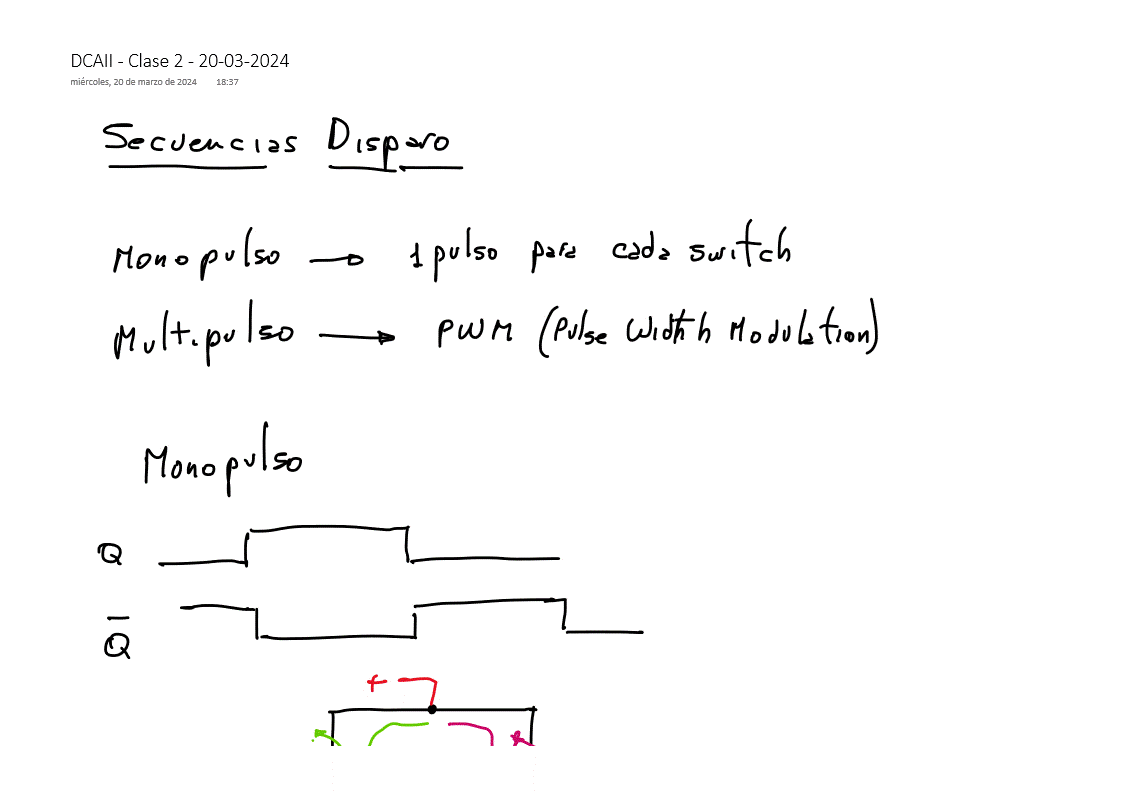 DCAII - Clase 2 - 20-03-2024
miércoles, 20 de marzo de 2024 18:37
Secuencias Disparo
Monopulso → 1 pulso para cada switch
Multipulso → PWM (Pulse Width Modulation)
Monopulso
Q
Q̅
+